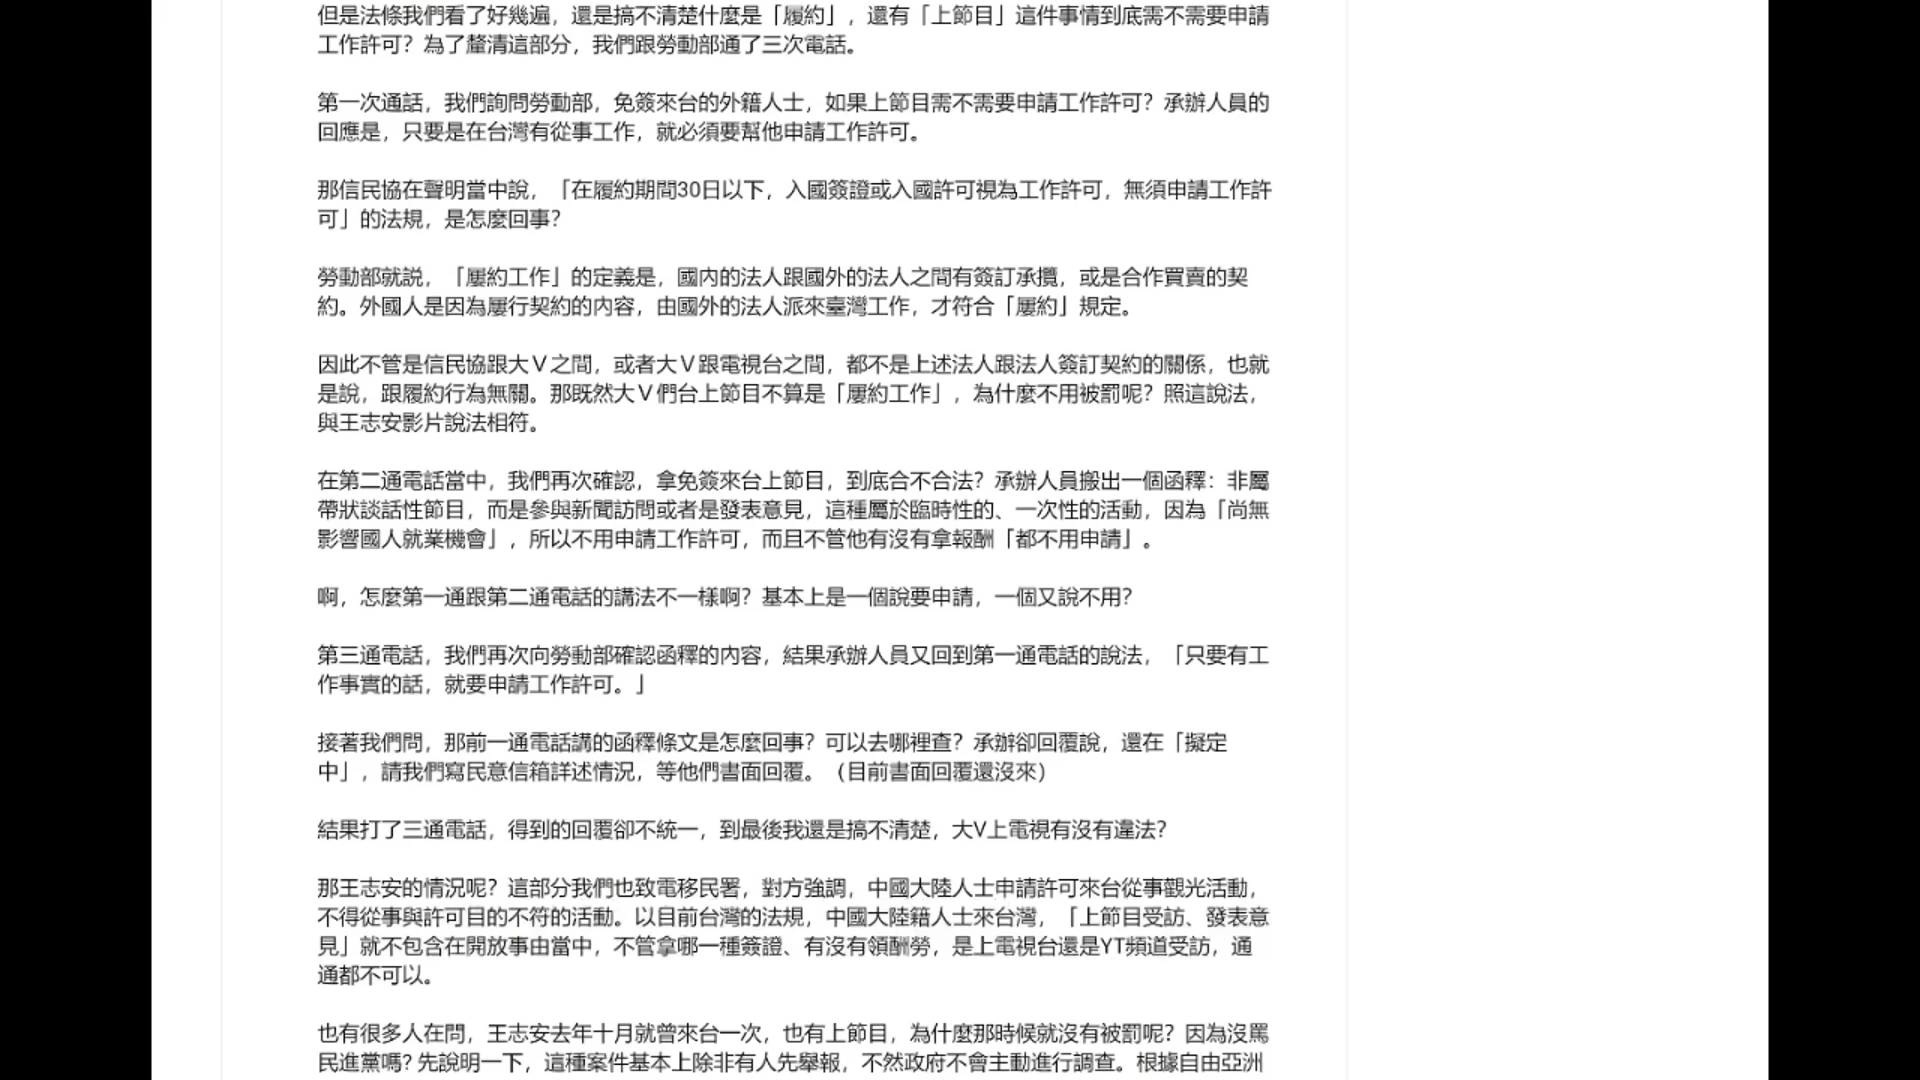 但是法條我們看了好幾遍，還是搞不清楚什麼是「履約」，還有「上節目」這件事情到底需不需要申請
工作許可？為了釐清這部分，我們跟勞動部通了三次電話。
第一次通話，我們詢問勞動部，免簽來台的外籍人士，如果上節目需不需要申請工作許可？承辦人員的
回應是，只要是在台灣有從事工作，就必須要幫他申請工作許可。
那信民協在聲明當中說，「在履約期間30日以下，入國簽證或入國許可視為工作許可，無須申請工作許
可」的法規，是怎麼回事？
勞動部就説，「屢約工作」的定義是，國內的法人跟國外的法人之間有簽訂承攬，或是合作買賣的契
約。外國人是因為屢行契約的內容，由國外的法人派來臺灣工作，才符合「屢約」規定。
因此不管是信民協跟大Ｖ之間，或者大Ｖ跟電視台之間，都不是上述法人跟法人簽訂契約的關係，也就
是說，跟履約行為無關。那既然大Ｖ們台上節目不算是「屢約工作」，為什麼不用被罰呢？照這說法，
與王志安影片說法相符。
在第二通電話當中，我們再次確認，拿免簽來台上節目，到底合不合法？承辦人員搬出一個函釋：非屬
帶狀談話性節目，而是參與新聞訪問或者是發表意見，這種屬於臨時性的、一次性的活動，因為「尚無
影響國人就業機會」，所以不用申請工作許可，而且不管他有沒有拿報酬「都不用申請」。
啊，怎麼第一通跟第二通電話的講法不一樣啊？基本上是一個說要申請，一個又說不用？
第三通電話，我們再次向勞動部確認函釋的內容，結果承辦人員又回到第一通電話的說法，「只要有工
作事實的話，就要申請工作許可。」
接著我們問，那前一通電話講的函釋條文是怎麼回事？可以去哪裡查？承辦卻回覆說，還在「擬定
中」，請我們寫民意信箱詳述情況，等他們書面回覆。（目前書面回覆還沒來）
結果打了三通電話，得到的回覆卻不統一，到最後我還是搞不清楚，大V上電視有沒有違法？
那王志安的情況呢？這部分我們也致電移民署，對方強調，中國大陸人士申請許可來台從事觀光活動，
不得從事與許可目的不符的活動。以目前台灣的法規，中國大陸籍人士來台灣，「上節目受訪、發表意
見」就不包含在開放事由當中，不管拿哪一種簽證、有沒有領酬勞，是上電視台還是YT頻道受訪，通
通都不可以。
也有很多人在問，王志安去年十月就曾來台一次，也有上節目，為什麼那時候就沒有被罰呢？因為沒罵
民進黨嗎？先說明一下，這種案件基本上除非有人先舉報，不然政府不會主動進行調查。根據自由亞洲